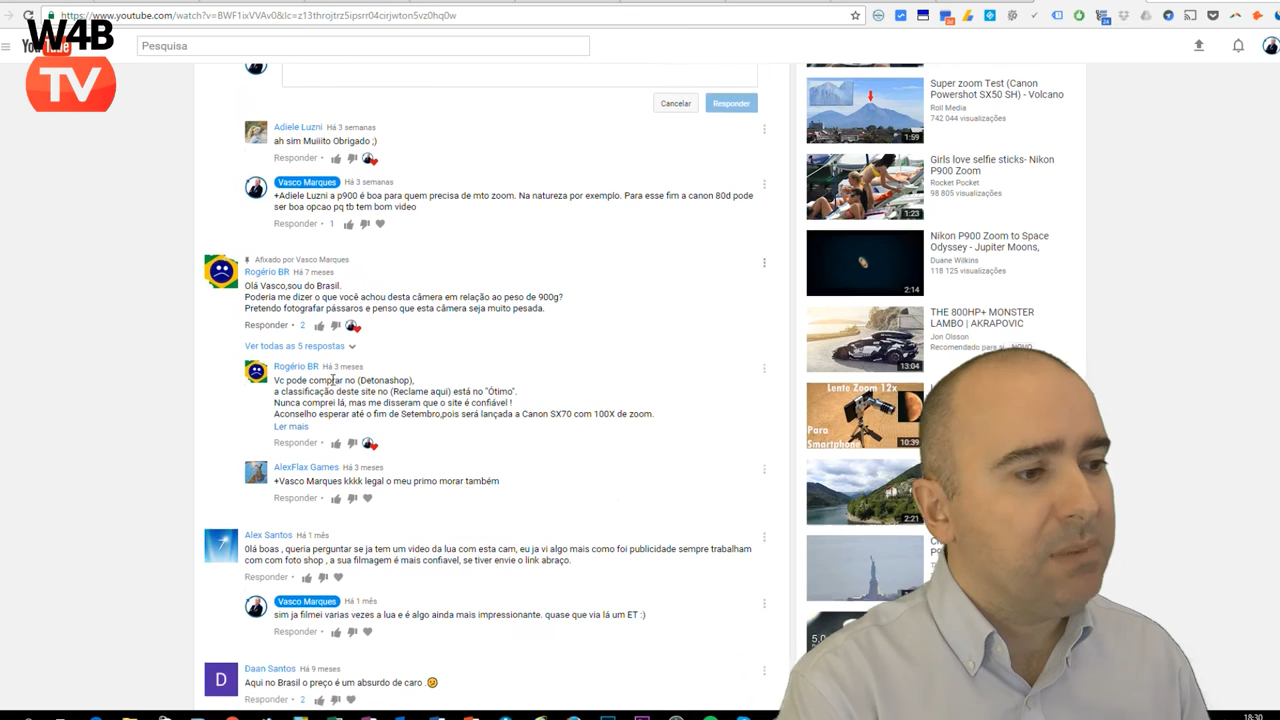 https://www.youtube.com/watch?v=BWF1ixVVAv0&lc=z13throjtrz5ipsrr04cirjwton5vz0hq0w
W4B
TV
Pesquisa
Cancelar
Responder
Adiele Luzni Há 3 semanas
ah sim Muiiito Obrigado ;)
Responder
Vasco Marques Há 3 semanas
+Adiele Luzni a p900 é boa para quem precisa de mto zoom. Na natureza por exemplo. Para esse fim a canon 80d pode
ser boa opcao pq tb tem bom video
Responder 1
Afixado por Vasco Marques
Rogério BR Há 7 meses
Olá Vasco,sou do Brasil.
Poderia me dizer o que você achou desta câmera em relação ao peso de 900g?
Pretendo fotografar pássaros e penso que esta câmera seja muito pesada.
Responder 2
Ver todas as 5 respostas
Rogério BR Há 3 meses
Vc pode comprar no (Detonashop),
a classificação deste site no (Reclame aqui) está no "Ótimo".
Nunca comprei lá, mas me disseram que o site é confiável !
Aconselho esperar até o fim de Setembro,pois será lançada a Canon SX70 com 100X de zoom.
Ler mais
Responder
AlexFlax Games Há 3 meses
+Vasco Marques kkkk legal o meu primo morar também
Responder
Alex Santos Há 1 mês
Olá boas , queria perguntar se ja tem um video da lua com esta cam, eu ja vi algo mais como foi publicidade sempre trabalham
com com foto shop , a sua filmagem é mais confiavel, se tiver envie o link abraço.
Responder
Vasco Marques Há 1 mês
sim ja filmei varias vezes a lua e é algo ainda mais impressionante. quase que via lá um ET :)
Responder
D
Daan Santos Há 9 meses
Aqui no Brasil o preço é um absurdo de caro .
Responder 2
Super zoom Test (Canon
Powershot SX50 SH) - Volcano
Roll Media
742 044 visualizações
1:59
Girls love selfie sticks- Nikon
P900 Zoom
Rocket Pocket
98 805 visualizações
1:23
Nikon P900 Zoom to Space
Odyssey - Jupiter Moons,
Duane Wilkins
118 125 visualizações
2:14
THE 800HP+ MONSTER
LAMBO | AKRAPOVIC
Jon Olsson
Recomendado para si
13:04
Lente Zoom 12x
Para
Smartphone
10:39
2:21
5.0
18:30